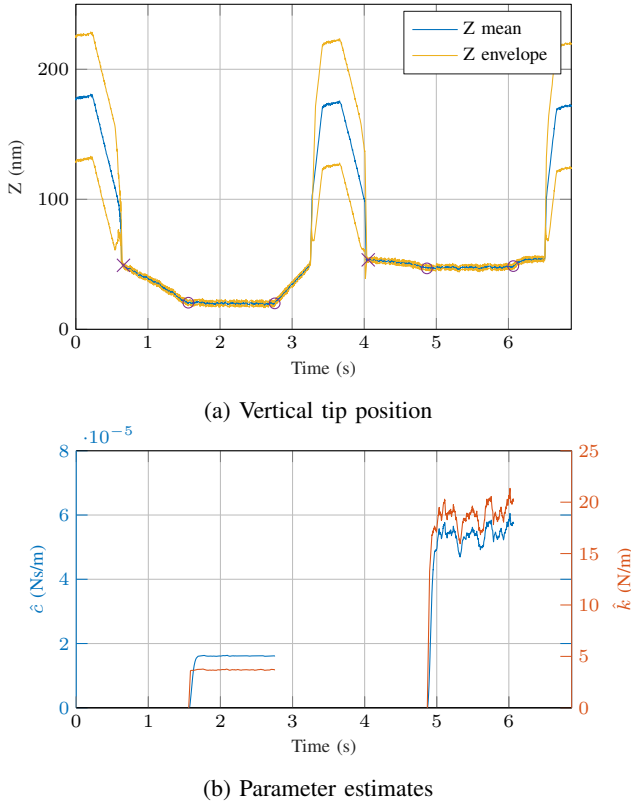 Z mean
Z envelope
200
100
0
Z (nm)
0 1 2 3 4 5 6
Time (s)
(a) Vertical tip position
·10⁻⁵
8
6
4
2
0
ĉ (Ns/m)
25
20
15
10
5
0
k̂ (N/m)
0 1 2 3 4 5 6
Time (s)
(b) Parameter estimates